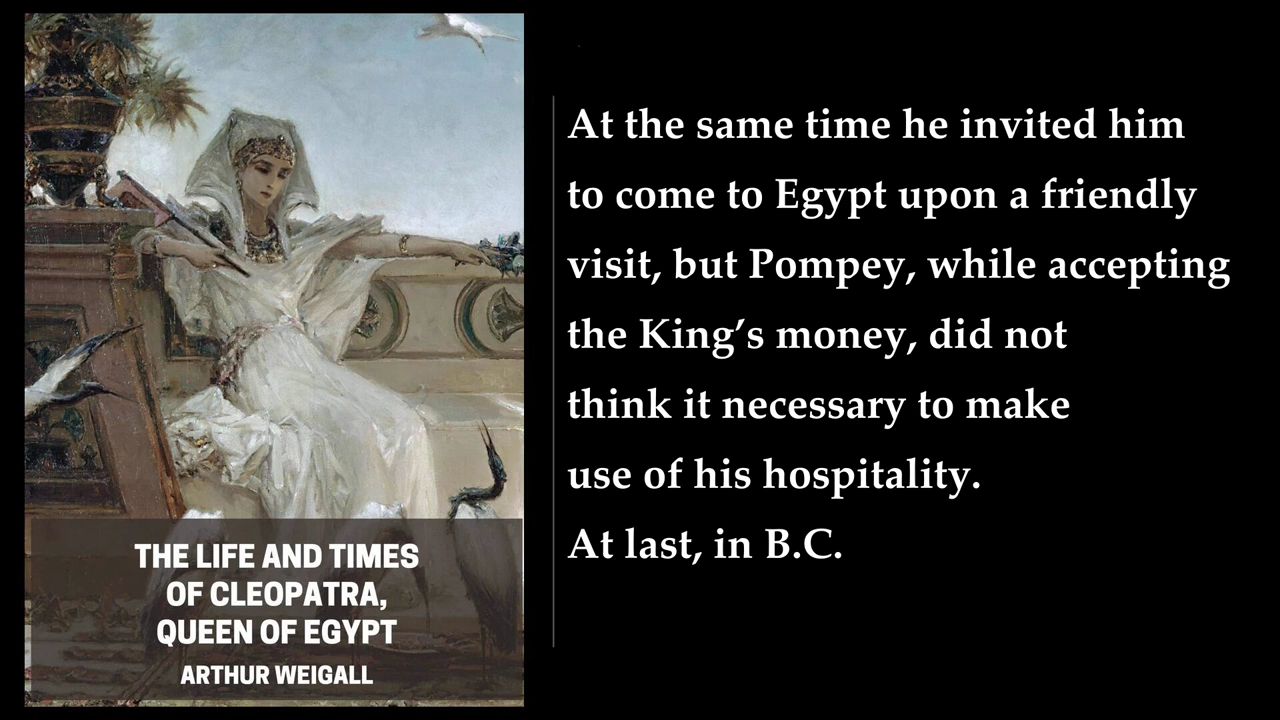 At the same time he invited him
to come to Egypt upon a friendly
visit, but Pompey, while accepting
the King’s money, did not
think it necessary to make
use of his hospitality.
At last, in B.C.
THE LIFE AND TIMES
OF CLEOPATRA,
QUEEN OF EGYPT
ARTHUR WEIGALL